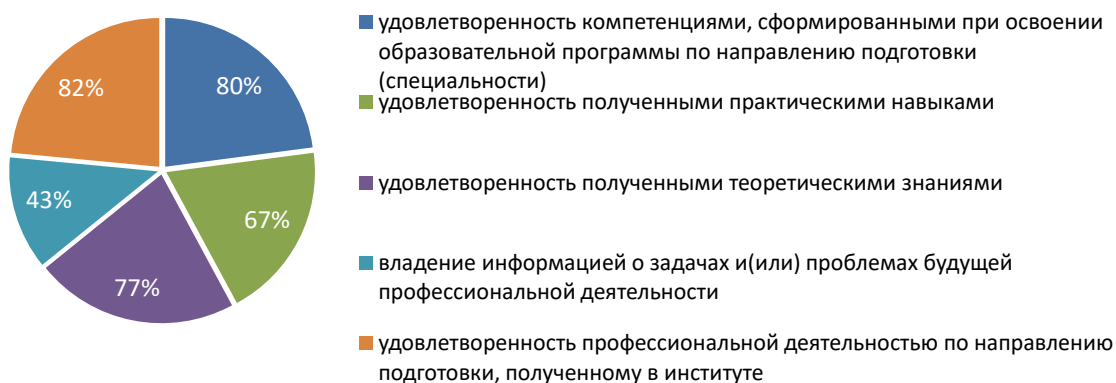 80%
67%
77%
43%
82%
удовлетворенность компетенциями, сформированными при освоении
образовательной программы по направлению подготовки
(специальности)
удовлетворенность полученными практическими навыками
удовлетворенность полученными теоретическими знаниями
владение информацией о задачах и(или) проблемах будущей
профессиональной деятельности
удовлетворенность профессиональной деятельностью по направлению
подготовки, полученному в институте